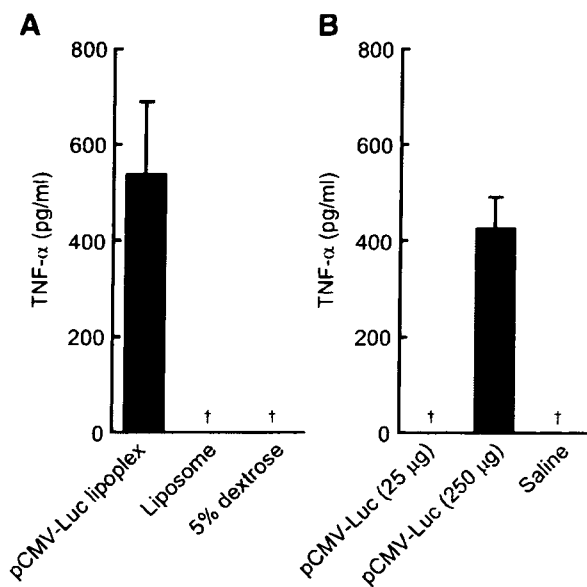 A
800
600
400
200
0
TNF-α (pg/ml)
†
†
pCMV-Luc lipoplex
Liposome
5% dextrose
B
800
600
400
200
0
TNF-α (pg/ml)
†
†
pCMV-Luc (25 μg)
pCMV-Luc (250 μg)
Saline